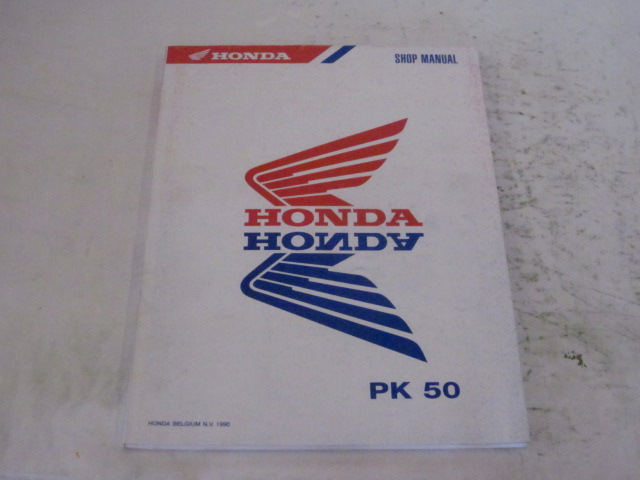 HONDA
SHOP MANUAL
HONDA
HONDA
PK 50
HONDA BELGIUM N.V. 1990